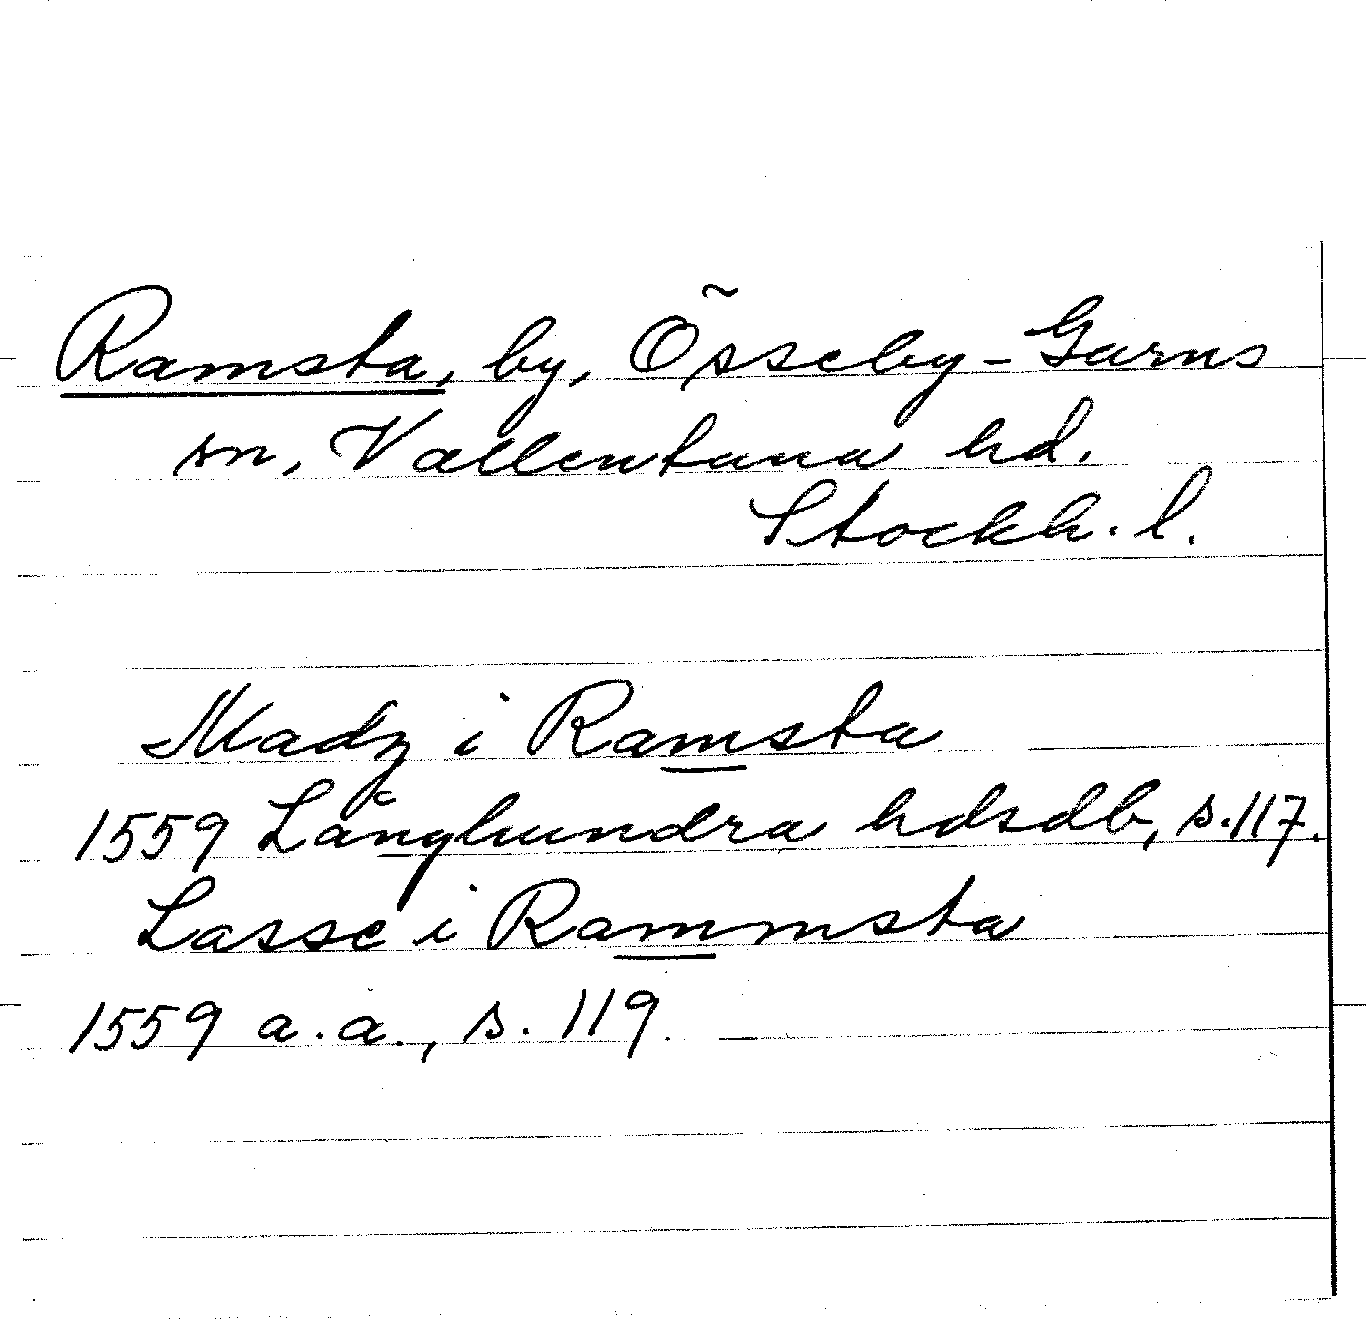 Ramsta, by, Össeby-Garns
sn, Vallentuna hd.
Stockh. l.
Madz i Ramsta
1559 Långhundra hdsdb, s. 117.
Lasse i Rammsta
1559 a.a., s. 119.